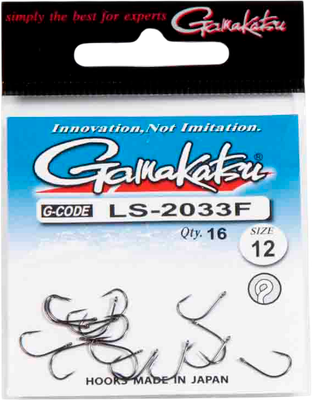 simply the best for experts
Gamakatsu
Innovation, Not Imitation.
Gamakatsu®
G-CODE LS-2033F
Qty. 16
SIZE
12
HOOKS MADE IN JAPAN